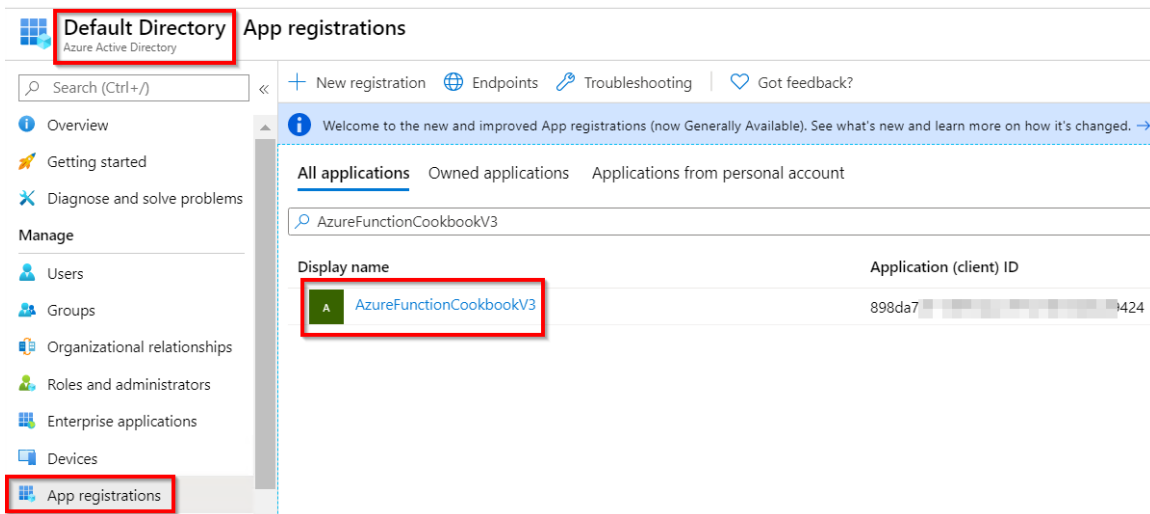 Default Directory App registrations
Azure Active Directory
Search (Ctrl+/)
«
Overview
Getting started
Diagnose and solve problems
Manage
Users
Groups
Organizational relationships
Roles and administrators
Enterprise applications
Devices
App registrations
New registration Endpoints Troubleshooting Got feedback?
Welcome to the new and improved App registrations (now Generally Available). See what's new and learn more on how it's changed. →
All applications Owned applications Applications from personal account
AzureFunctionCookbookV3
Display name Application (client) ID
A AzureFunctionCookbookV3 898da7 9424